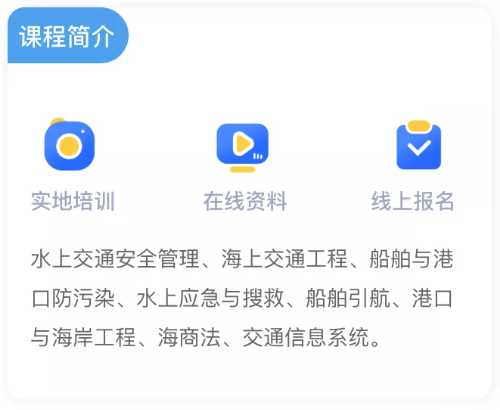 课程简介
实地培训
在线资料
线上报名
水上交通安全管理、海上交通工程、船舶与港
口防污染、水上应急与搜救、船舶引航、港口
与海岸工程、海商法、交通信息系统。